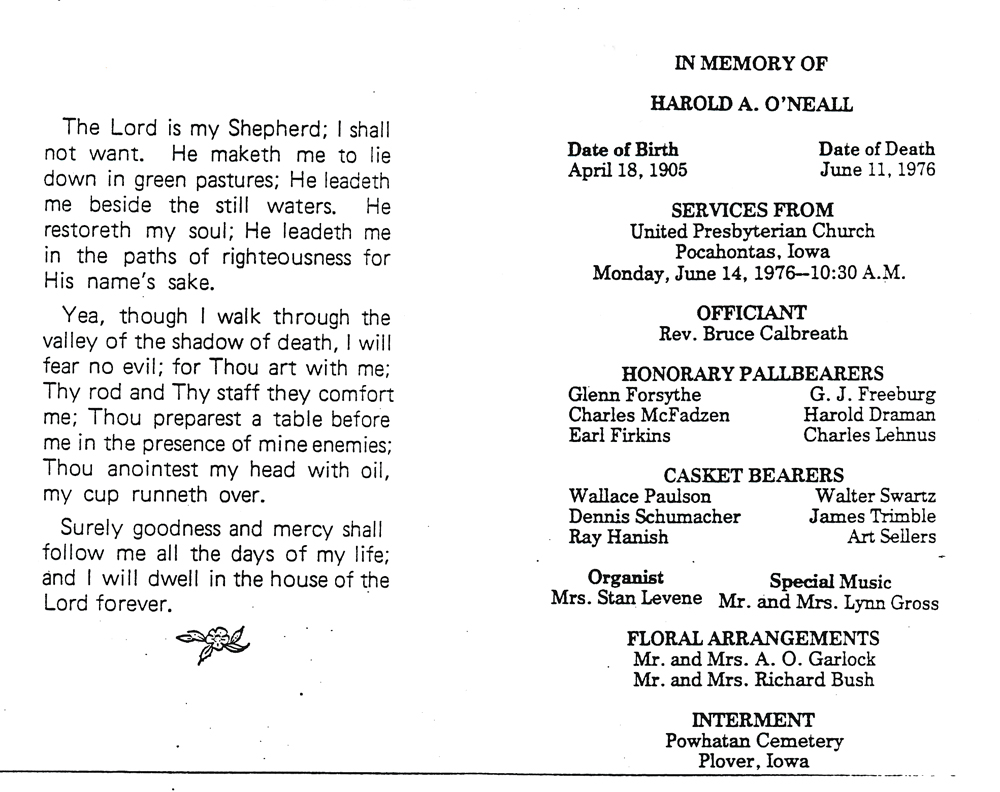 The Lord is my Shepherd; I shall
not want. He maketh me to lie
down in green pastures; He leadeth
me beside the still waters. He
restoreth my soul; He leadeth me
in the paths of righteousness for
His name's sake.
Yea, though I walk through the
valley of the shadow of death, I will
fear no evil; for Thou art with me;
Thy rod and Thy staff they comfort
me; Thou preparest a table before
me in the presence of mine enemies;
Thou anointest my head with oil,
my cup runneth over.
Surely goodness and mercy shall
follow me all the days of my life;
and I will dwell in the house of the
Lord forever.
IN MEMORY OF
HAROLD A. O'NEALL
Date of Birth Date of Death
April 18, 1905 June 11, 1976
SERVICES FROM
United Presbyterian Church
Pocahontas, Iowa
Monday, June 14, 1976--10:30 A.M.
OFFICIANT
Rev. Bruce Calbreath
HONORARY PALLBEARERS
Glenn Forsythe G. J. Freeburg
Charles McFadzen Harold Draman
Earl Firkins Charles Lehnus
CASKET BEARERS
Wallace Paulson Walter Swartz
Dennis Schumacher James Trimble
Ray Hanish Art Sellers
Organist Special Music
Mrs. Stan Levene Mr. and Mrs. Lynn Gross
FLORAL ARRANGEMENTS
Mr. and Mrs. A. O. Garlock
Mr. and Mrs. Richard Bush
INTERMENT
Powhatan Cemetery
Plover, Iowa